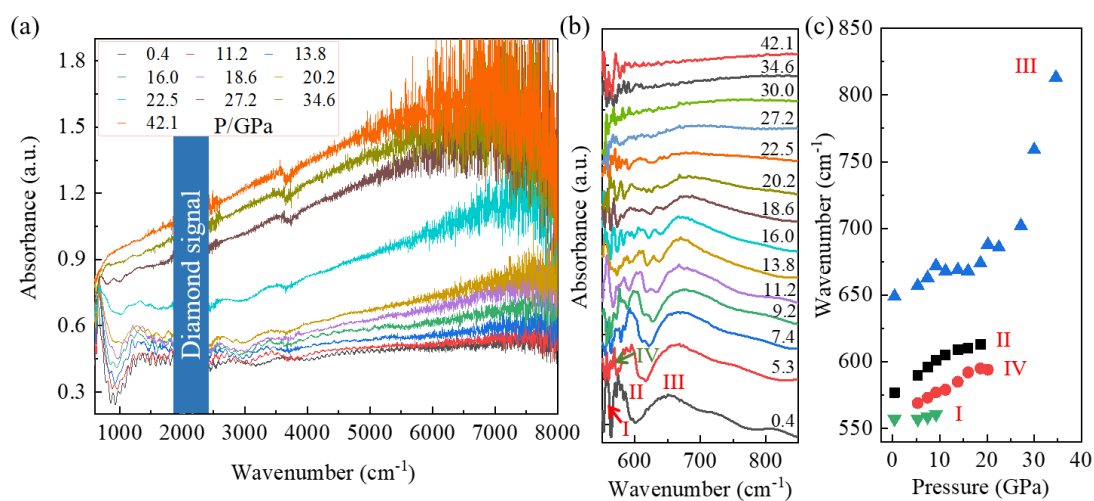 (a)
1.8
1.5
1.2
0.9
0.6
0.3
Absorbance (a.u.)
0.4 11.2 13.8
16.0 18.6 20.2
22.5 27.2 34.6
42.1 P/GPa
Diamond signal
1000 2000 3000 4000 5000 6000 7000 8000
Wavenumber (cm-1)
(b)
Absorbance (a.u.)
42.1
34.6
30.0
27.2
22.5
20.2
18.6
16.0
13.8
11.2
9.2
7.4
5.3
0.4
IV
II
III
I
600 700 800
Wavenumber (cm-1)
(c)
850
800
750
700
650
600
550
Wavenumber (cm-1)
III
II
IV
I
0 10 20 30 40
Pressure (GPa)